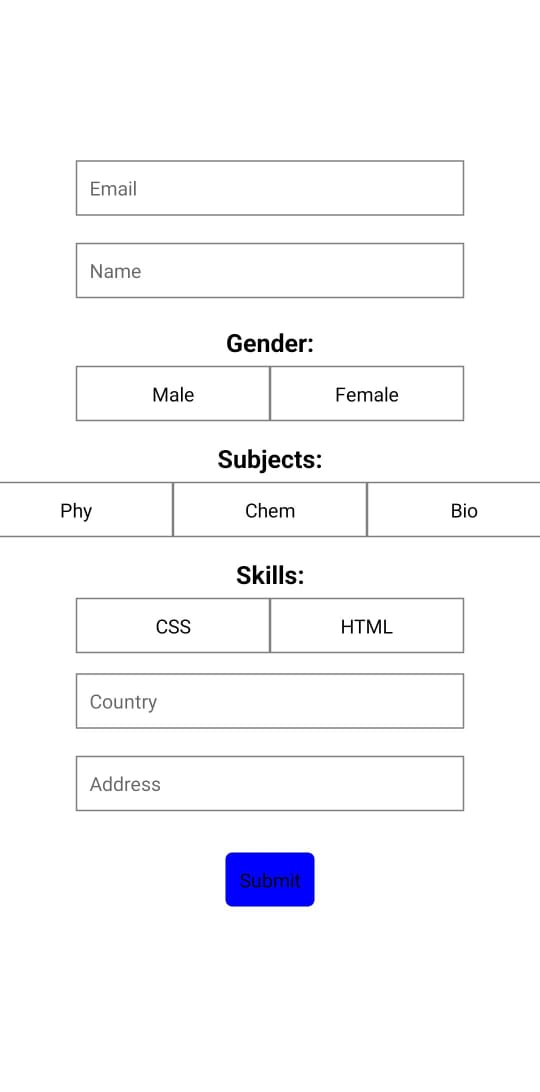 Email
Name
Gender:
Male Female
Subjects:
Phy Chem Bio
Skills:
CSS HTML
Country
Address
Submit